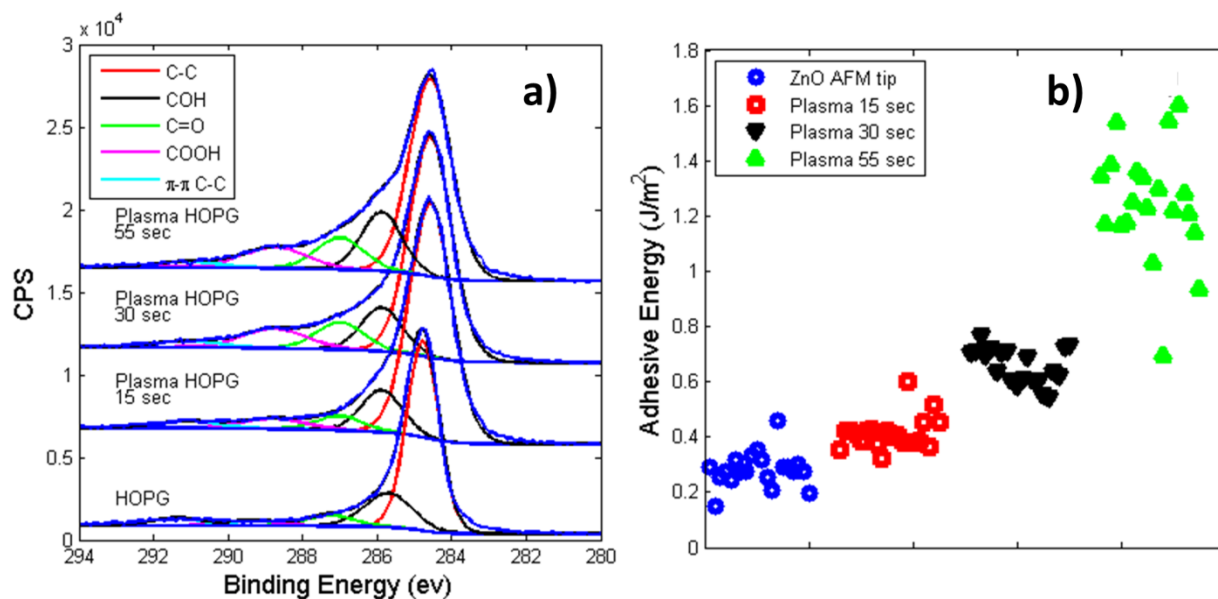 x 10⁴
3
2.5
2
1.5
1
0.5
0
CPS
C-C
COH
C=O
COOH
π-π C-C
a)
Plasma HOPG
55 sec
Plasma HOPG
30 sec
Plasma HOPG
15 sec
HOPG
294 292 290 288 286 284 282 280
Binding Energy (ev)
1.8
1.6
1.4
1.2
1
0.8
0.6
0.4
0.2
0
Adhesive Energy (J/m²)
ZnO AFM tip
Plasma 15 sec
Plasma 30 sec
Plasma 55 sec
b)